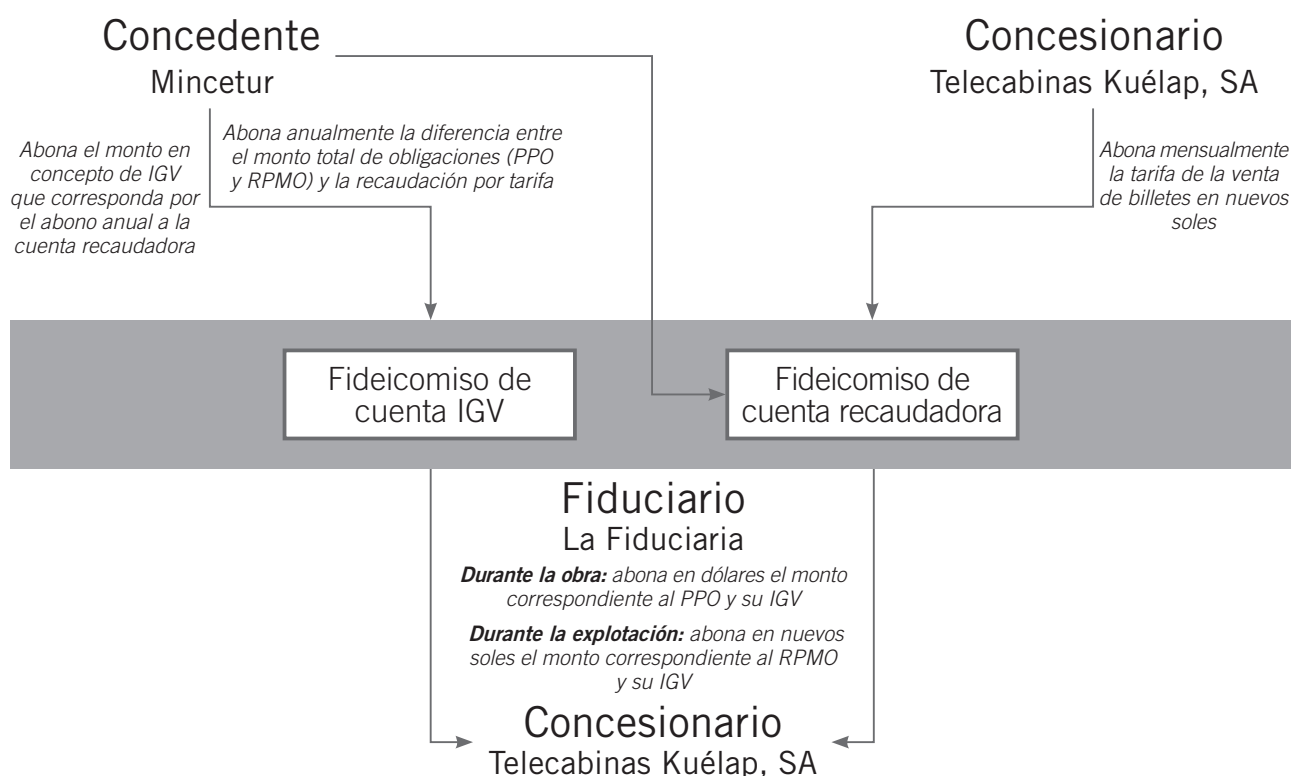 Concedente
Mincetur
Concesionario
Telecabinas Kuélap, SA
Abona el monto en
concepto de IGV
que corresponda por
el abono anual a la
cuenta recaudadora
Abona anualmente la diferencia entre
el monto total de obligaciones (PPO
y RPMO) y la recaudación por tarifa
Abona mensualmente
la tarifa de la venta
de billetes en nuevos
soles
Fideicomiso de
cuenta IGV
Fideicomiso de
cuenta recaudadora
Fiduciario
La Fiduciaria
Durante la obra: abona en dólares el monto
correspondiente al PPO y su IGV
Durante la explotación: abona en nuevos
soles el monto correspondiente al RPMO
y su IGV
Concesionario
Telecabinas Kuélap, SA